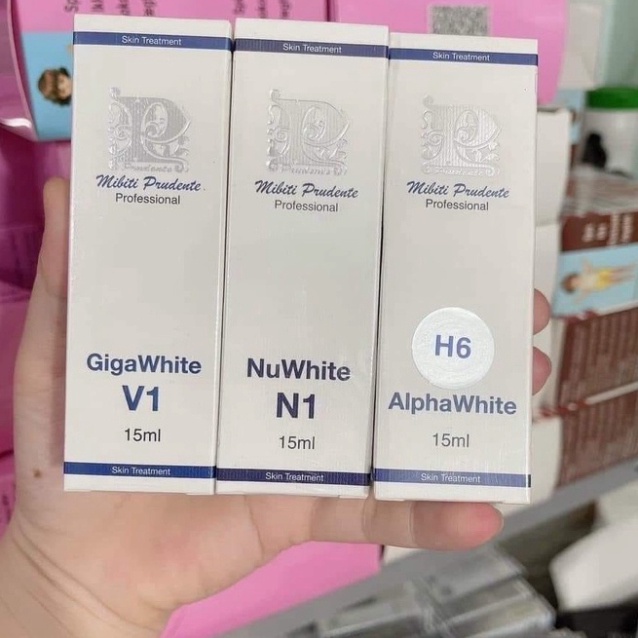 Skin Treatment
Prudente
Mibiti Prudente
Professional
GigaWhite
V1
15ml
Skin Treatment
Skin Treatment
Mibiti Prudente
Professional
NuWhite
N1
15ml
Skin Treatment
Skin Treatment
Mibiti Prudente
Professional
H6
AlphaWhite
15ml
Skin Treatment